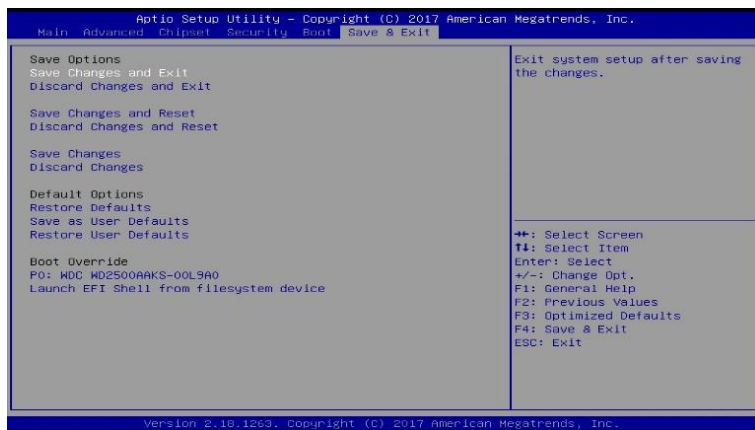 Aptio Setup Utility – Copyright (C) 2017 American Megatrends, Inc.
Main Advanced Chipset Security Boot Save & Exit
Save Options
Save Changes and Exit
Discard Changes and Exit
Save Changes and Reset
Discard Changes and Reset
Save Changes
Discard Changes
Default Options
Restore Defaults
Save as User Defaults
Restore User Defaults
Boot Override
P0: WDC WD2500AAKS-00L9A0
Launch EFI Shell from filesystem device
Exit system setup after saving
the changes.
→←: Select Screen
↑↓: Select Item
Enter: Select
+/-: Change Opt.
F1: General Help
F2: Previous Values
F3: Optimized Defaults
F4: Save & Exit
ESC: Exit
Version 2.18.1263. Copyright (C) 2017 American Megatrends, Inc.